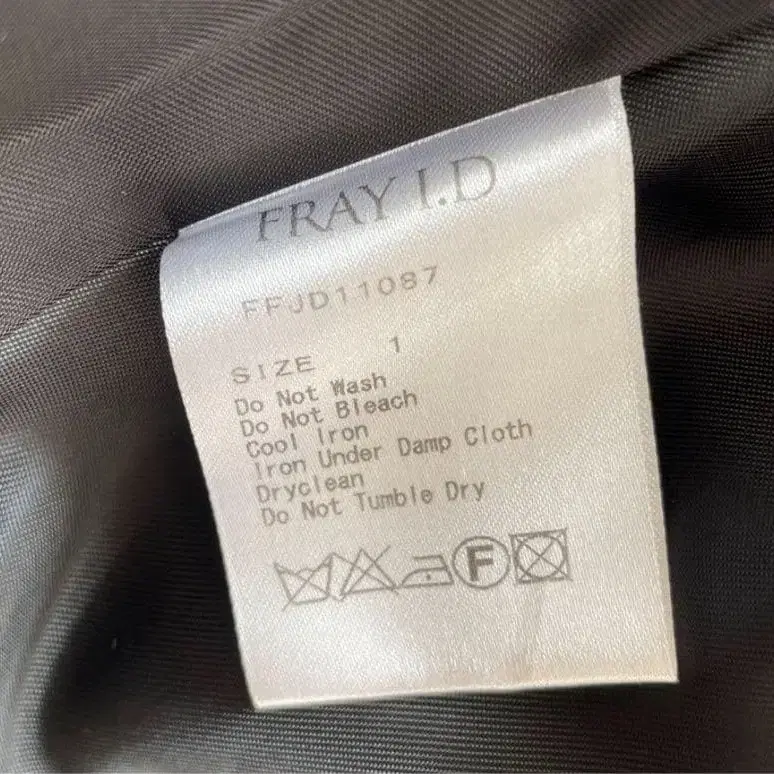 FRAY I.D
FFJD11087
SIZE 1
Do Not Wash
Do Not Bleach
Cool Iron
Iron Under Damp Cloth
Dryclean
Do Not Tumble Dry
F